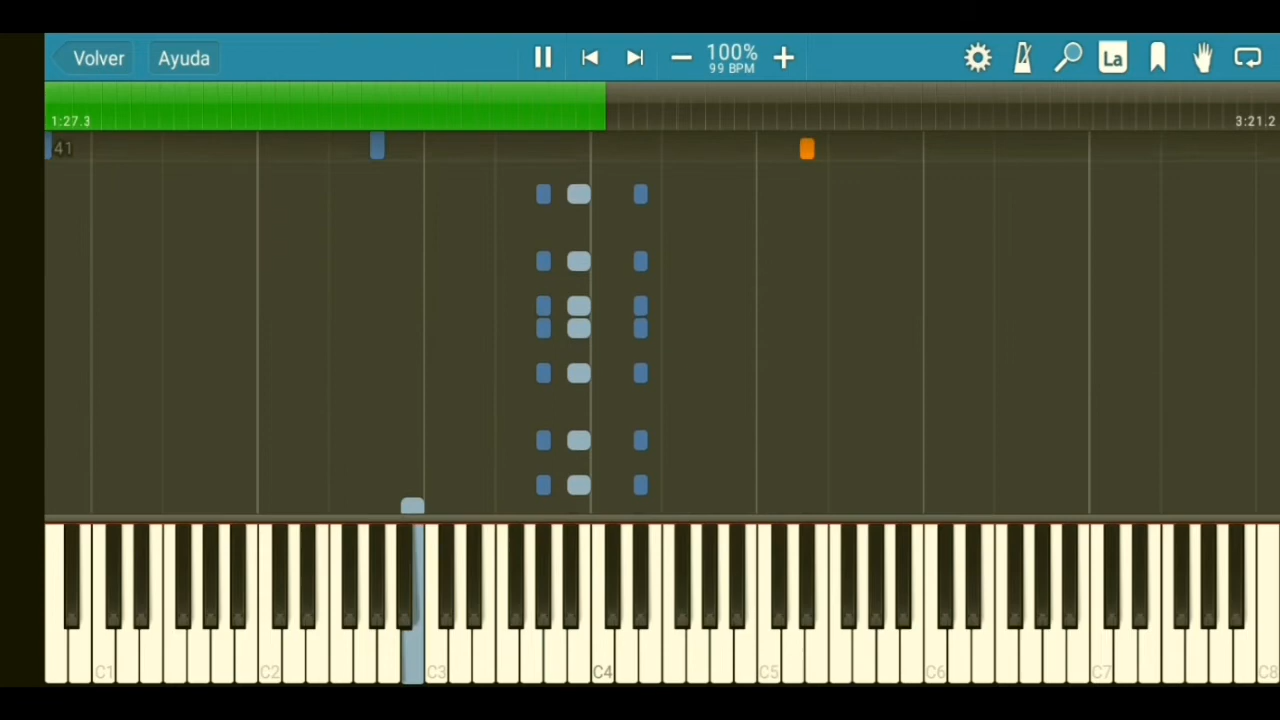 Volver
Ayuda
100%
99 BPM
La
1:27.3
3:21.2
41
C1
C2
C3
C4
C5
C6
C7
C8